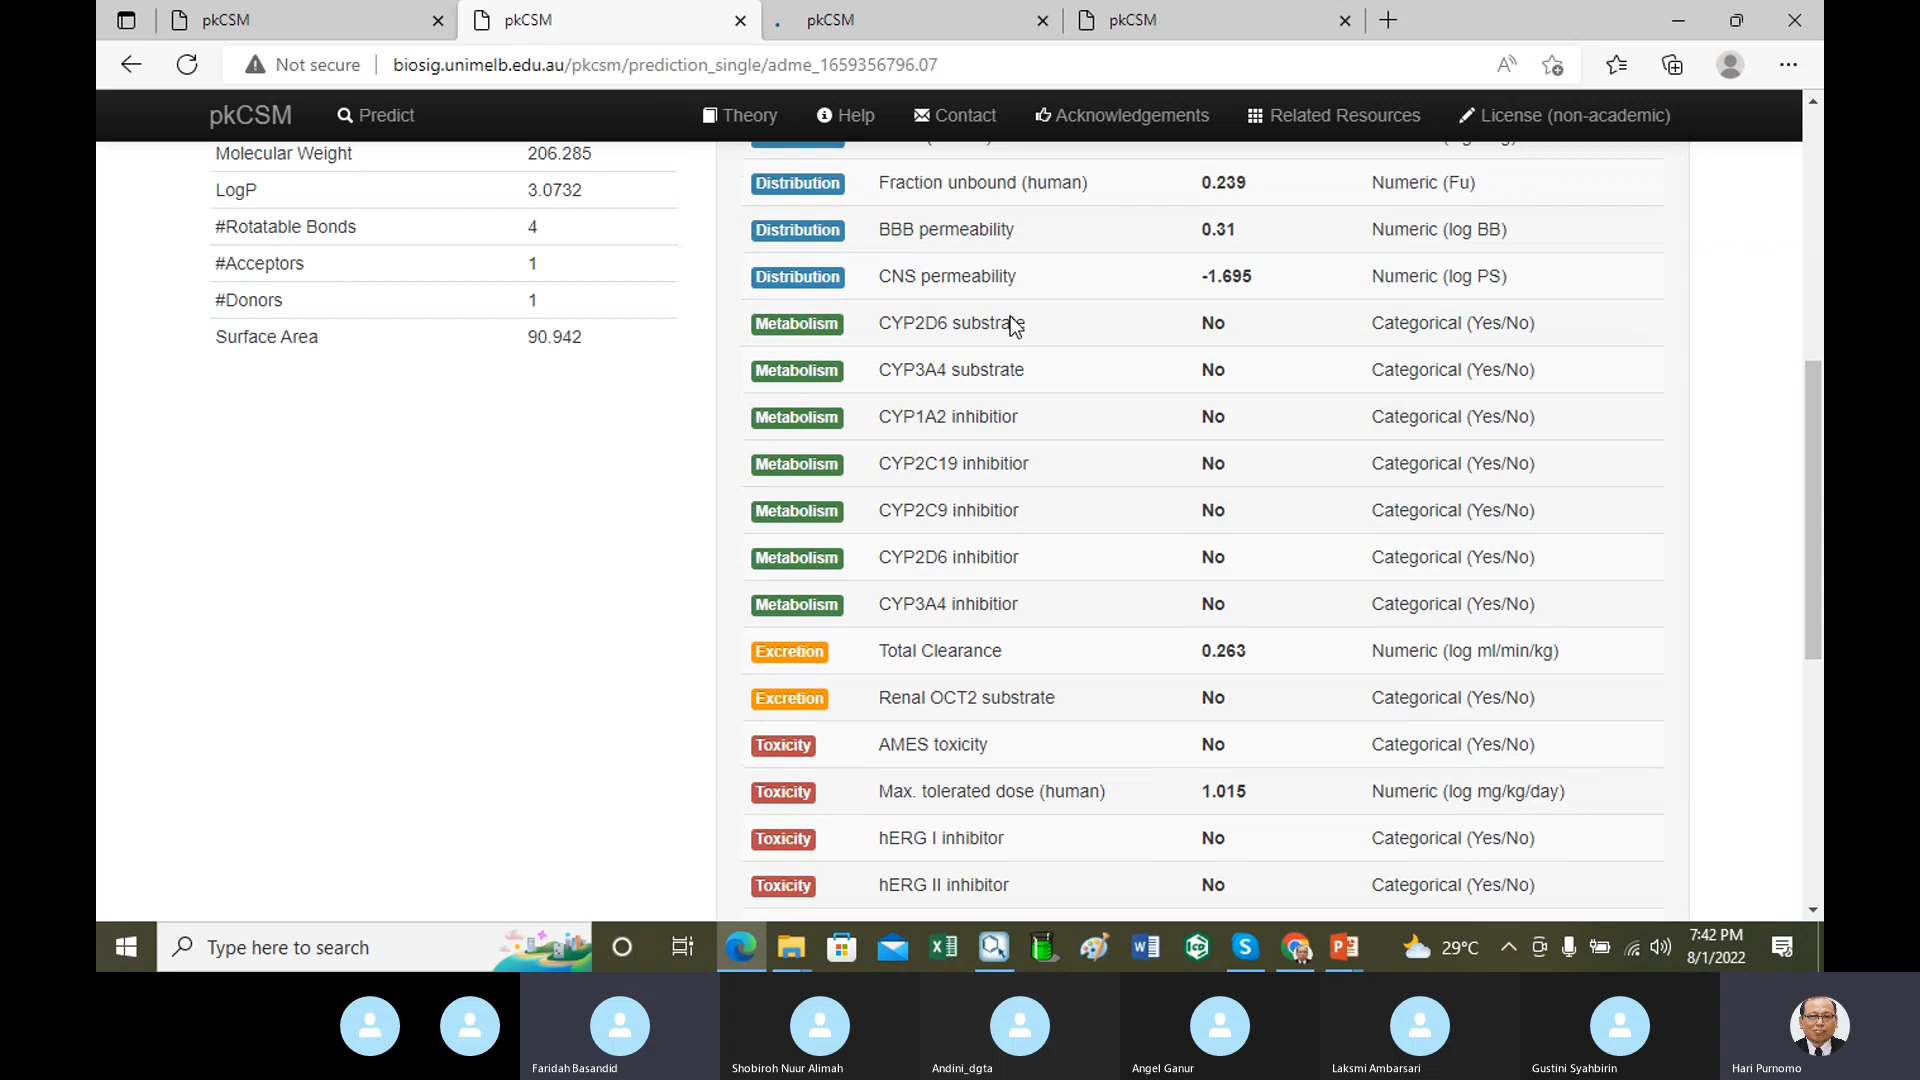 pkCSM
pkCSM
pkCSM
pkCSM
Not secure
biosig.unimelb.edu.au/pkcsm/prediction_single/adme_1659356796.07
pkCSM Predict Theory Help Contact Acknowledgements Related Resources License (non-academic)
Molecular Weight 206.285
LogP 3.0732
#Rotatable Bonds 4
#Acceptors 1
#Donors 1
Surface Area 90.942
Distribution Fraction unbound (human) 0.239 Numeric (Fu)
Distribution BBB permeability 0.31 Numeric (log BB)
Distribution CNS permeability -1.695 Numeric (log PS)
Metabolism CYP2D6 substrate No Categorical (Yes/No)
Metabolism CYP3A4 substrate No Categorical (Yes/No)
Metabolism CYP1A2 inhibitior No Categorical (Yes/No)
Metabolism CYP2C19 inhibitior No Categorical (Yes/No)
Metabolism CYP2C9 inhibitior No Categorical (Yes/No)
Metabolism CYP2D6 inhibitior No Categorical (Yes/No)
Metabolism CYP3A4 inhibitior No Categorical (Yes/No)
Excretion Total Clearance 0.263 Numeric (log ml/min/kg)
Excretion Renal OCT2 substrate No Categorical (Yes/No)
Toxicity AMES toxicity No Categorical (Yes/No)
Toxicity Max. tolerated dose (human) 1.015 Numeric (log mg/kg/day)
Toxicity hERG I inhibitor No Categorical (Yes/No)
Toxicity hERG II inhibitor No Categorical (Yes/No)
Type here to search
29°C
7:42 PM
8/1/2022
Faridah Basandid
Shobiroh Nuur Alimah
Andini_dgta
Angel Ganur
Laksmi Ambarsari
Gustini Syahbirin
Hari Purnomo